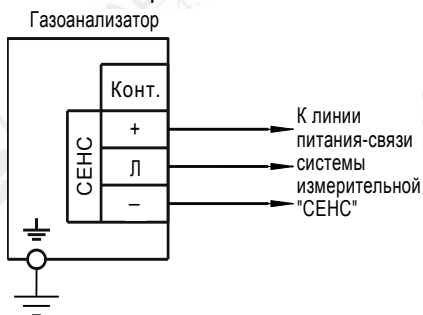 Газоанализатор
Конт.
СЕНС
+
Л
–
К линии
питания-связи
системы
измерительной
"СЕНС"